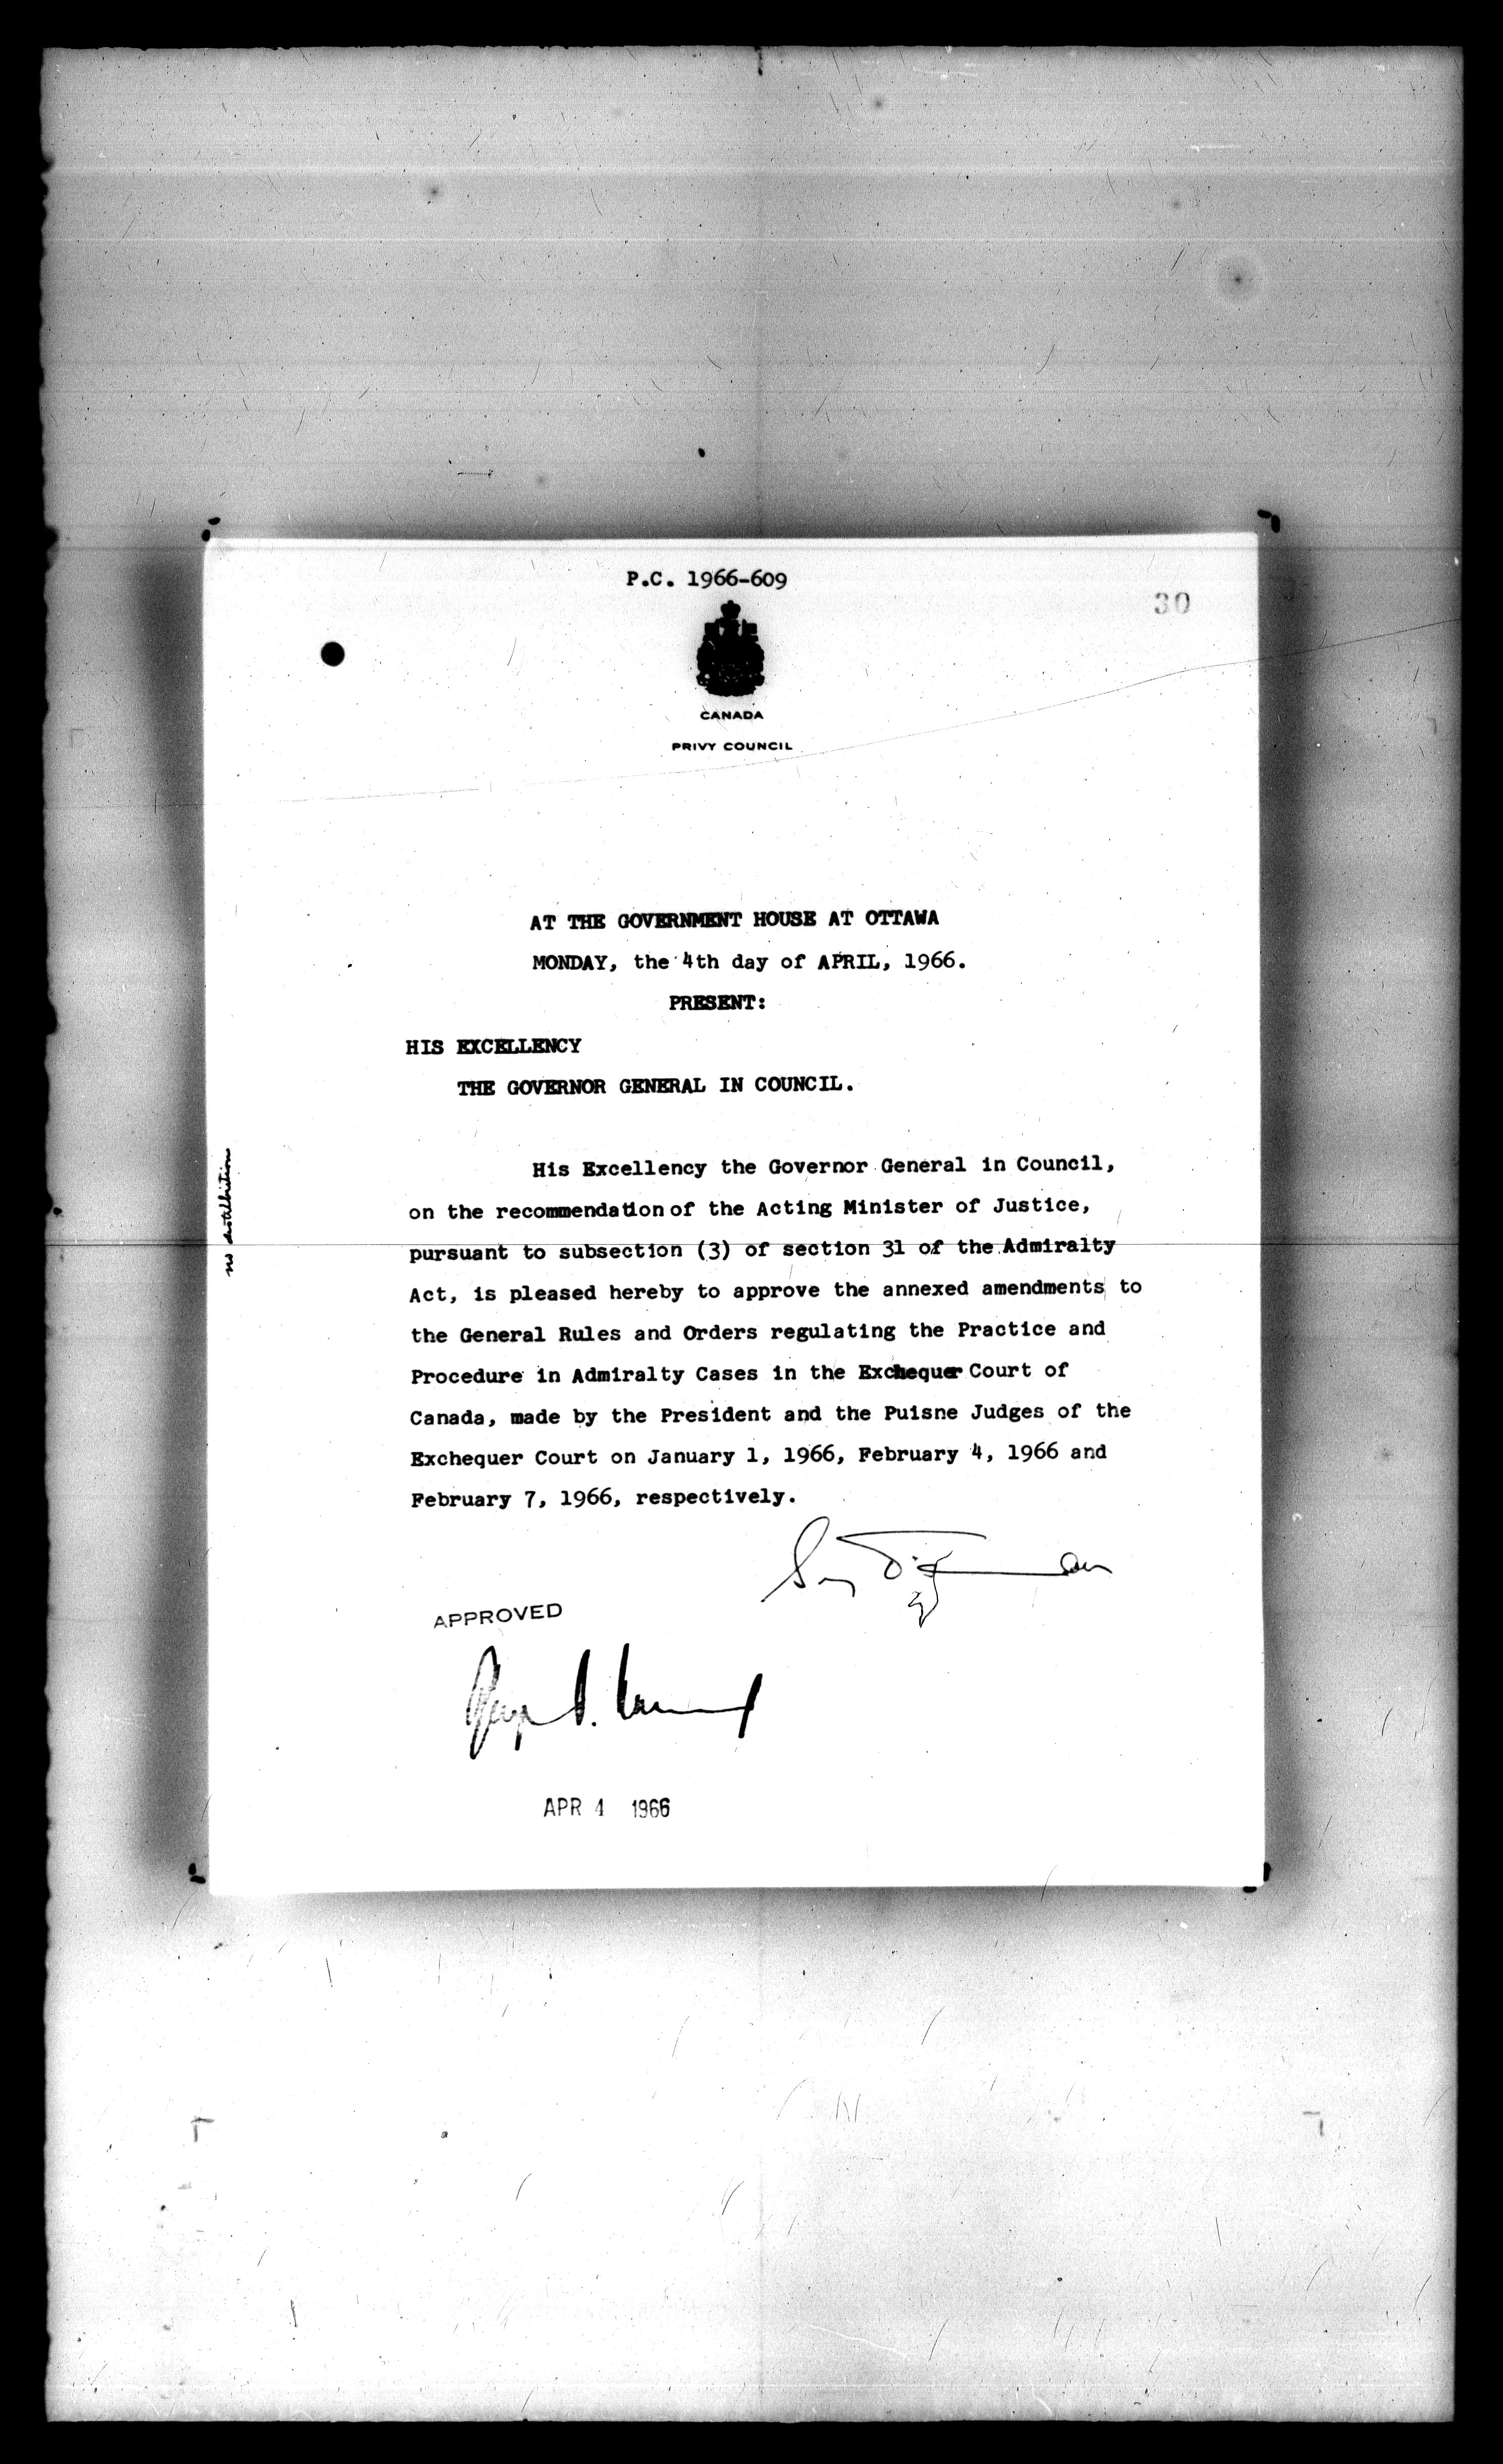 P.C. 1966-609
30
CANADA
PRIVY COUNCIL
AT THE GOVERNMENT HOUSE AT OTTAWA
MONDAY, the 4th day of APRIL, 1966.
PRESENT:
HIS EXCELLENCY
THE GOVERNOR GENERAL IN COUNCIL.
no distribution
His Excellency the Governor General in Council,
on the recommendation of the Acting Minister of Justice,
pursuant to subsection (3) of section 31 of the Admiralty
Act, is pleased hereby to approve the annexed amendments to
the General Rules and Orders regulating the Practice and
Procedure in Admiralty Cases in the Exchequer Court of
Canada, made by the President and the Puisne Judges of the
Exchequer Court on January 1, 1966, February 4, 1966 and
February 7, 1966, respectively.
APPROVED
APR 4 1966